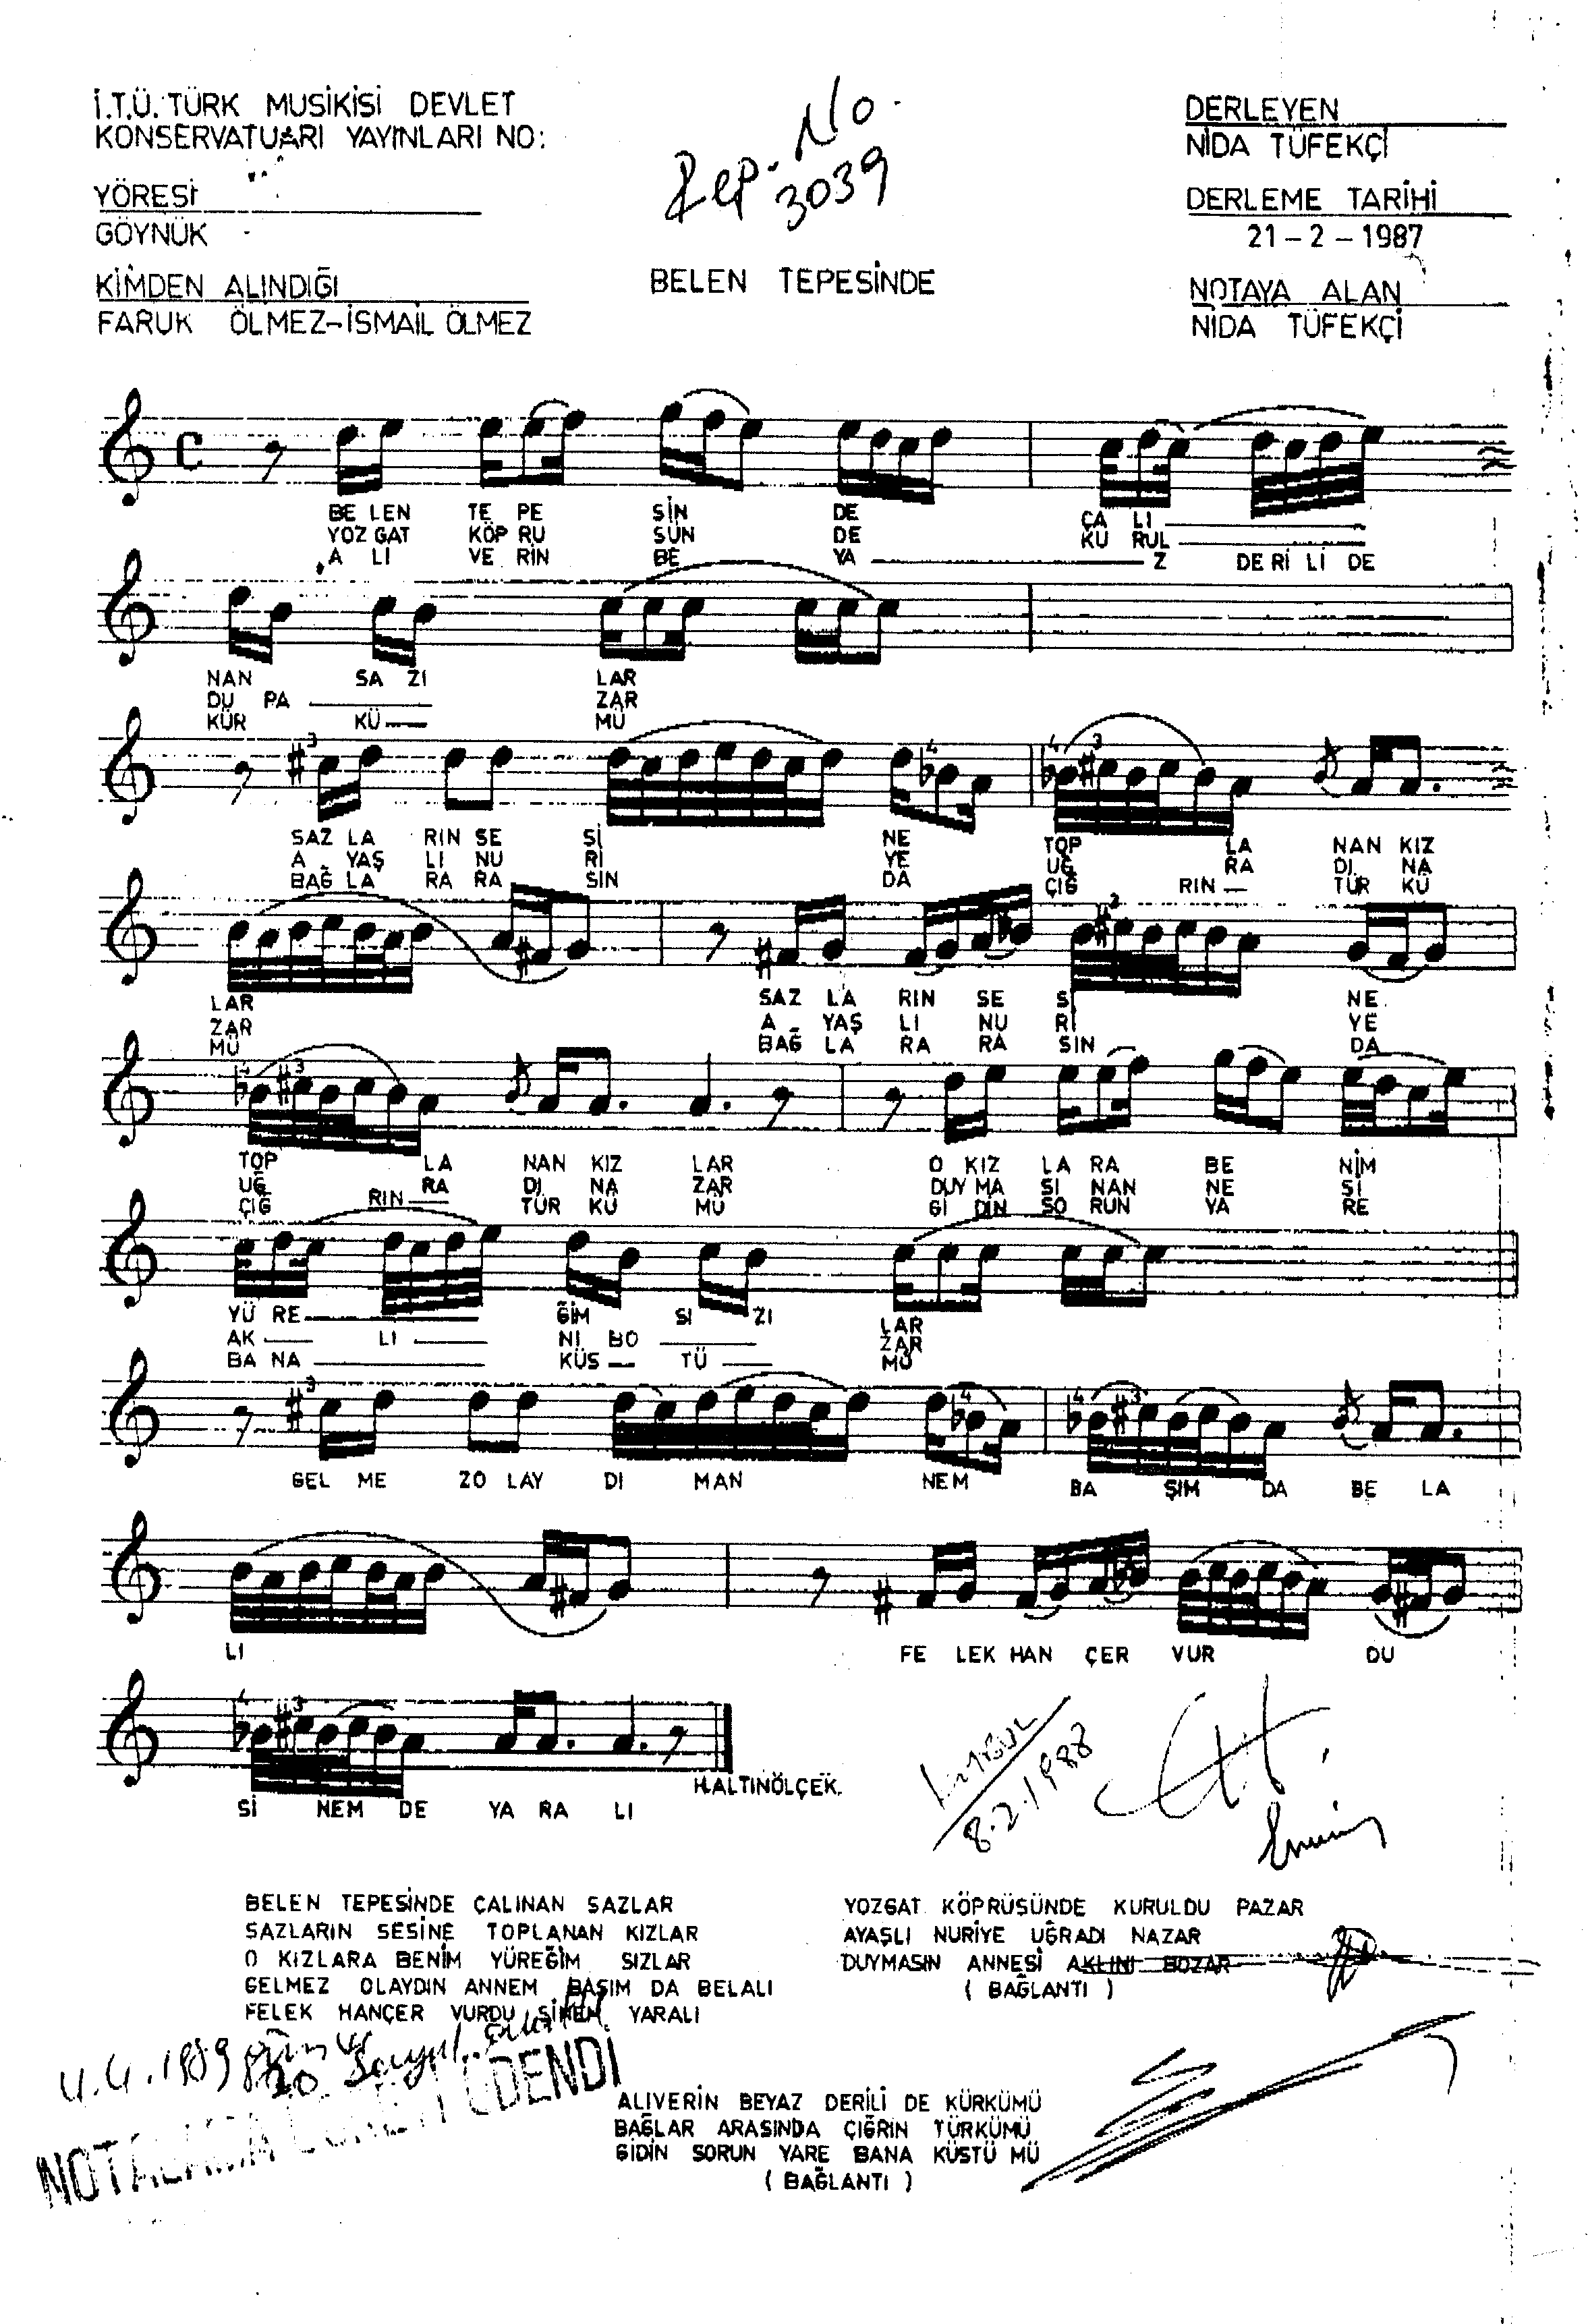 İ.T.Ü. TÜRK MUSİKİSİ DEVLET
KONSERVATUARI YAYINLARI NO:
YÖRESİ
GÖYNÜK
KİMDEN ALINDIĞI
FARUK ÖLMEZ-İSMAİL ÖLMEZ
Rep. No
3039
BELEN TEPESİNDE
DERLEYEN
NİDA TÜFEKÇİ
DERLEME TARİHİ
21-2-1987
NOTAYA ALAN
NİDA TÜFEKÇİ
BE LEN TE PE SİN DE ÇA LI
YOZ GAT KÖP RU SÜN DE KU RUL
A LI VE RİN BE YA Z DE Rİ Lİ DE
NAN SA ZI LAR
DU PA ZAR
KÜR KÜ MÜ
SAZ LA RIN SE Sİ NE TOP LA NAN KIZ
A YAŞ LI NU Rİ YE UĞ RA DI NA
BAĞ LA RA RA SIN DA ÇIĞ RIN TÜR KÜ
LAR SAZ LA RIN SE Sİ NE
ZAR A YAŞ LI NU Rİ YE
MÜ BAĞ LA RA RA SIN DA
TOP LA NAN KIZ LAR O KIZ LA RA BE NİM
UĞ RA DI NA ZAR DUY MA SI NAN NE Sİ
ÇIĞ RIN TÜR KÜ MÜ GI DİN SO RUN YA RE
YÜ RE ĞİM SI ZI LAR
AK LI NI BO ZAR
BA NA KÜS TÜ MÜ
GEL ME ZO LAY DI MAN NEM BA ŞIM DA BE LA
LI FE LEK HAN ÇER VUR DU
Sİ NEM DE YA RA LI
H.ALTINÖLÇEK.
8.2.1988
BELEN TEPESİNDE ÇALINAN SAZLAR
SAZLARIN SESİNE TOPLANAN KIZLAR
O KIZLARA BENİM YÜREĞİM SIZLAR
GELMEZ OLAYDIN ANNEM BAŞIM DA BELALI
FELEK HANÇER VURDU SİNEM YARALI
YOZGAT KÖPRÜSÜNDE KURULDU PAZAR
AYAŞLI NURİYE UĞRADI NAZAR
DUYMASIN ANNESİ AKLINI BOZAR
( BAĞLANTI )
4.4.1989
ÖDENDİ
ALIVERİN BEYAZ DERİLİ DE KÜRKÜMÜ
BAĞLAR ARASINDA ÇIĞRIN TÜRKÜMÜ
GİDİN SORUN YARE BANA KÜSTÜ MÜ
( BAĞLANTI )